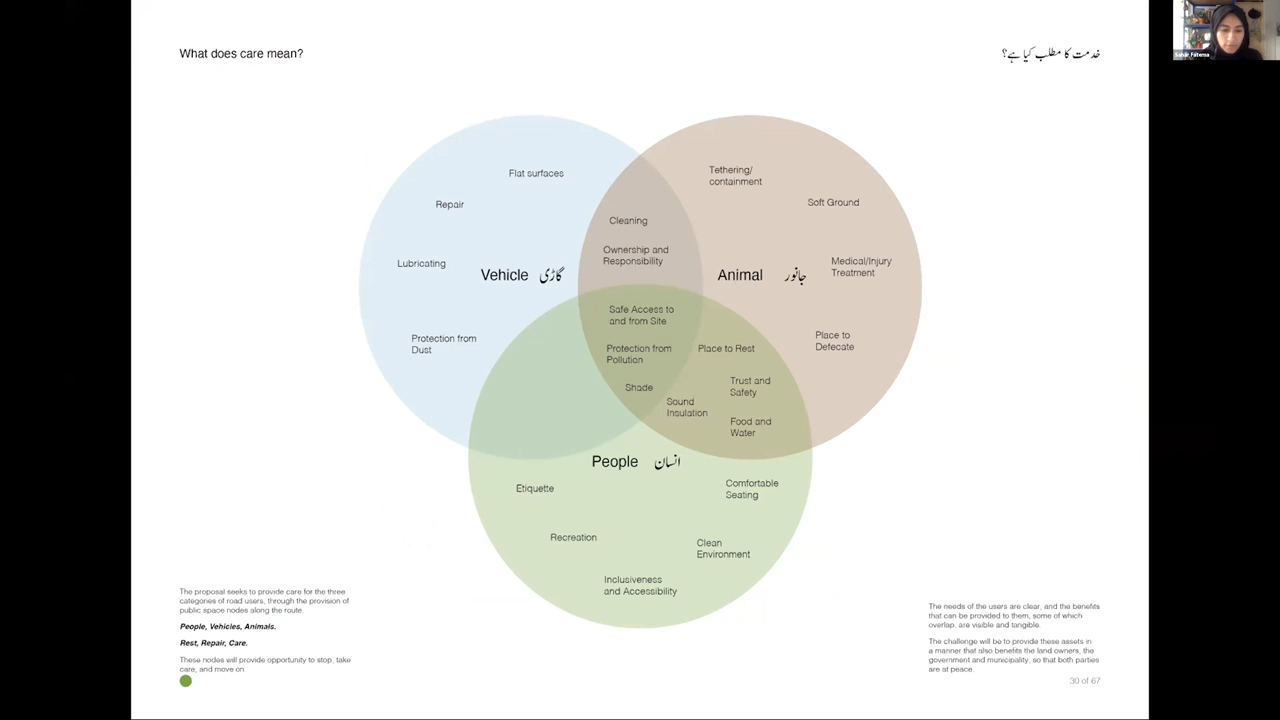 What does care mean?
خدمت کا مطلب کیا ہے؟
Sahar Fatema
Flat surfaces
Repair
Lubricating
Vehicle گاڑی
Protection from
Dust
Cleaning
Ownership and
Responsibility
Tethering/
containment
Soft Ground
Animal جانور
Medical/Injury
Treatment
Place to
Defecate
Safe Access to
and from Site
Protection from
Pollution
Shade
Place to Rest
Trust and
Safety
Sound
Insulation
Food and
Water
People انسان
Etiquette
Comfortable
Seating
Recreation
Clean
Environment
Inclusiveness
and Accessibility
The proposal seeks to provide care for the three
categories of road users, through the provision of
public space nodes along the route.
People, Vehicles, Animals.
Rest, Repair, Care.
These nodes will provide opportunity to stop, take
care, and move on.
The needs of the users are clear, and the benefits
that can be provided to them, some of which
overlap, are visible and tangible.
The challenge will be to provide these assets in
a manner that also benefits the land owners, the
government and municipality, so that both parties
are at peace.
30 of 67